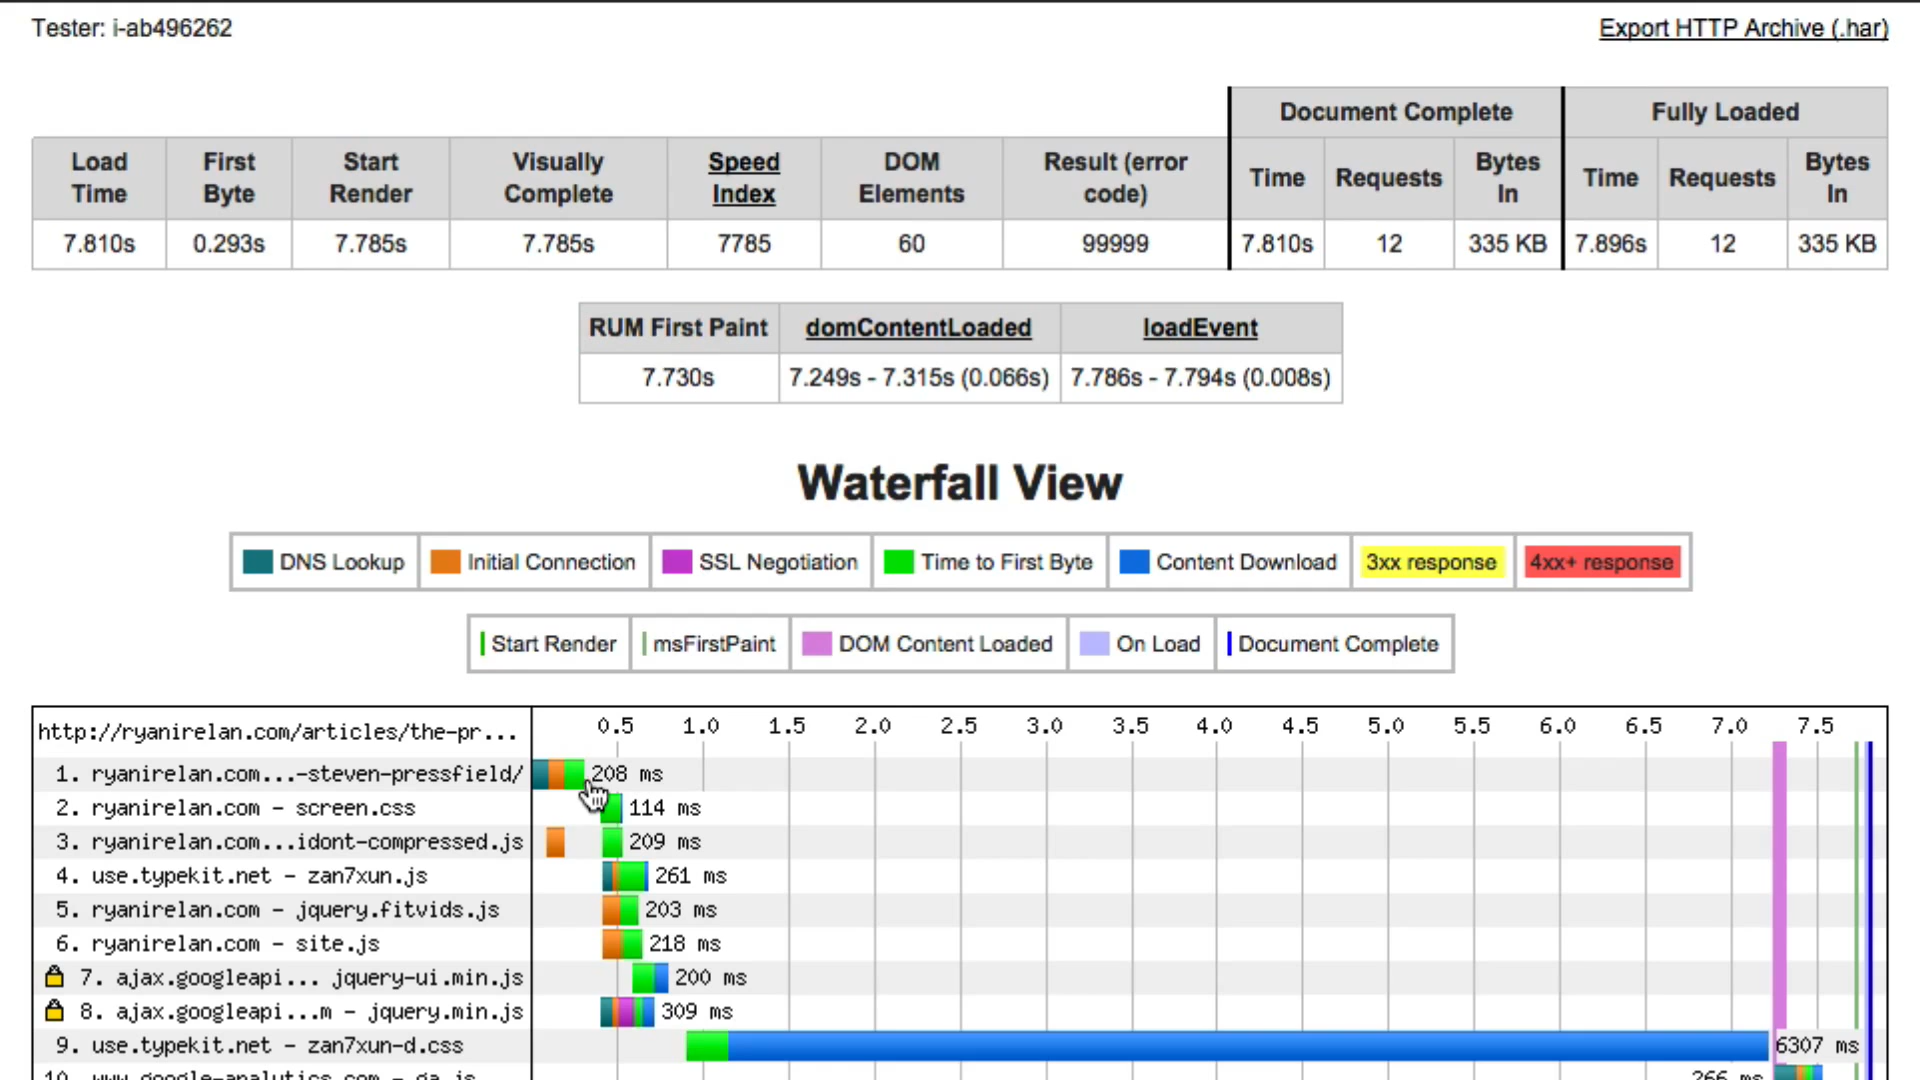 Tester: i-ab496262
Export HTTP Archive (.har)
Document Complete
Fully Loaded
Load Time
First Byte
Start Render
Visually Complete
Speed Index
DOM Elements
Result (error code)
Time
Requests
Bytes In
Time
Requests
Bytes In
7.810s
0.293s
7.785s
7.785s
7785
60
99999
7.810s
12
335 KB
7.896s
12
335 KB
RUM First Paint
domContentLoaded
loadEvent
7.730s
7.249s - 7.315s (0.066s)
7.786s - 7.794s (0.008s)
Waterfall View
DNS Lookup
Initial Connection
SSL Negotiation
Time to First Byte
Content Download
3xx response
4xx+ response
Start Render
msFirstPaint
DOM Content Loaded
On Load
Document Complete
http://ryanirelan.com/articles/the-pr...
0.5 1.0 1.5 2.0 2.5 3.0 3.5 4.0 4.5 5.0 5.5 6.0 6.5 7.0 7.5
1. ryanirelan.com...-steven-pressfield/ 208 ms
2. ryanirelan.com - screen.css 114 ms
3. ryanirelan.com...idont-compressed.js 209 ms
4. use.typekit.net - zan7xun.js 261 ms
5. ryanirelan.com - jquery.fitvids.js 203 ms
6. ryanirelan.com - site.js 218 ms
7. ajax.googleapi... jquery-ui.min.js 200 ms
8. ajax.googleapi...m - jquery.min.js 309 ms
9. use.typekit.net - zan7xun-d.css 6307 ms
10. www.google-analytics.com - ga.js 266 ms